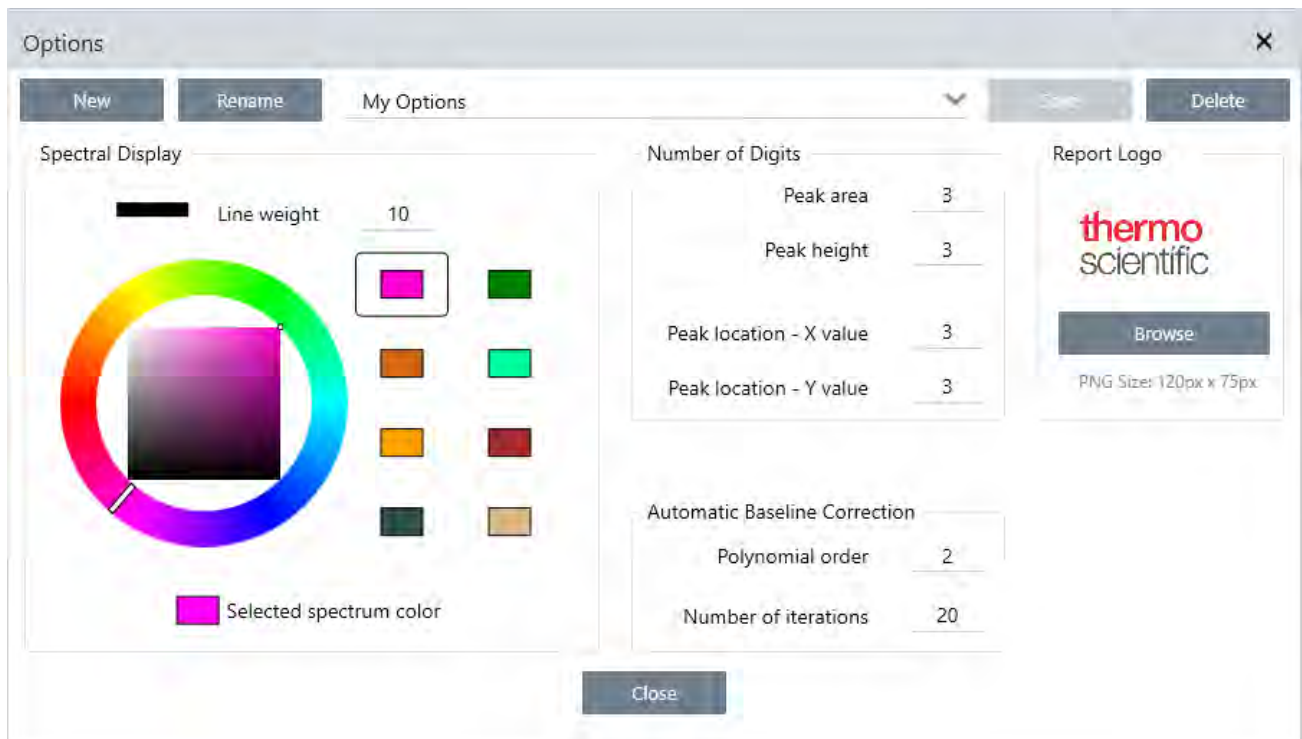 Options
New Rename My Options Save Delete
Spectral Display
Line weight 10
Selected spectrum color
Number of Digits
Peak area 3
Peak height 3
Peak location - X value 3
Peak location - Y value 3
Automatic Baseline Correction
Polynomial order 2
Number of iterations 20
Report Logo
thermo
scientific
Browse
PNG Size: 120px x 75px
Close